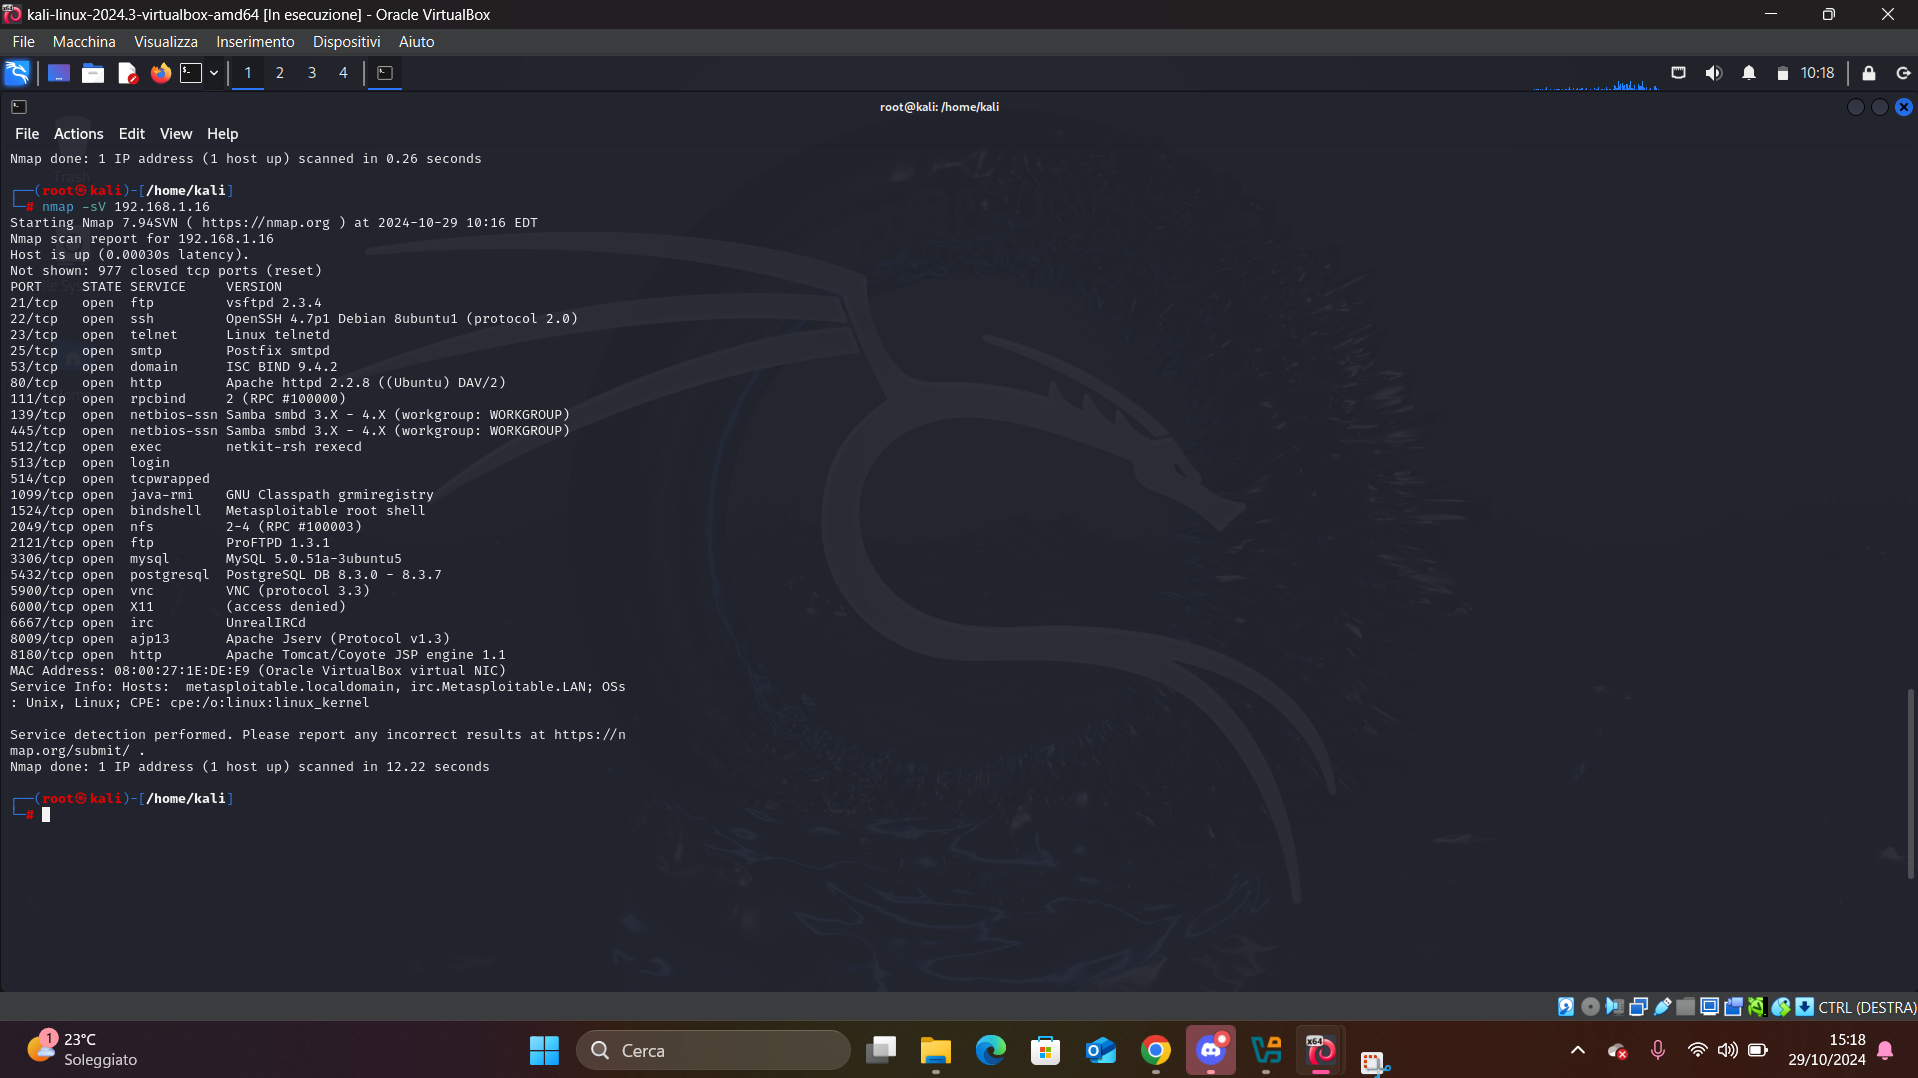 kali-linux-2024.3-virtualbox-amd64 [In esecuzione] - Oracle VirtualBox
File Macchina Visualizza Inserimento Dispositivi Aiuto
1 2 3 4 10:18
root@kali: /home/kali
File Actions Edit View Help
Nmap done: 1 IP address (1 host up) scanned in 0.26 seconds
Trash
┌──(root㉿kali)-[/home/kali]
└─# nmap -sV 192.168.1.16
Starting Nmap 7.94SVN ( https://nmap.org ) at 2024-10-29 10:16 EDT
Nmap scan report for 192.168.1.16
Host is up (0.00030s latency).
Not shown: 977 closed tcp ports (reset)
PORT     STATE SERVICE     VERSION
21/tcp   open  ftp         vsftpd 2.3.4
22/tcp   open  ssh         OpenSSH 4.7p1 Debian 8ubuntu1 (protocol 2.0)
23/tcp   open  telnet      Linux telnetd
25/tcp   open  smtp        Postfix smtpd
53/tcp   open  domain      ISC BIND 9.4.2
80/tcp   open  http        Apache httpd 2.2.8 ((Ubuntu) DAV/2)
111/tcp  open  rpcbind     2 (RPC #100000)
139/tcp  open  netbios-ssn Samba smbd 3.X - 4.X (workgroup: WORKGROUP)
445/tcp  open  netbios-ssn Samba smbd 3.X - 4.X (workgroup: WORKGROUP)
512/tcp  open  exec        netkit-rsh rexecd
513/tcp  open  login
514/tcp  open  tcpwrapped
1099/tcp open  java-rmi    GNU Classpath grmiregistry
1524/tcp open  bindshell   Metasploitable root shell
2049/tcp open  nfs         2-4 (RPC #100003)
2121/tcp open  ftp         ProFTPD 1.3.1
3306/tcp open  mysql       MySQL 5.0.51a-3ubuntu5
5432/tcp open  postgresql  PostgreSQL DB 8.3.0 - 8.3.7
5900/tcp open  vnc         VNC (protocol 3.3)
6000/tcp open  X11         (access denied)
6667/tcp open  irc         UnrealIRCd
8009/tcp open  ajp13       Apache Jserv (Protocol v1.3)
8180/tcp open  http        Apache Tomcat/Coyote JSP engine 1.1
MAC Address: 08:00:27:1E:DE:E9 (Oracle VirtualBox virtual NIC)
Service Info: Hosts:  metasploitable.localdomain, irc.Metasploitable.LAN; OSs
: Unix, Linux; CPE: cpe:/o:linux:linux_kernel
Service detection performed. Please report any incorrect results at https://n
map.org/submit/ .
Nmap done: 1 IP address (1 host up) scanned in 12.22 seconds
┌──(root㉿kali)-[/home/kali]
└─#
CTRL (DESTRA)
1 23°C
Soleggiato
Cerca
x64
15:18
29/10/2024